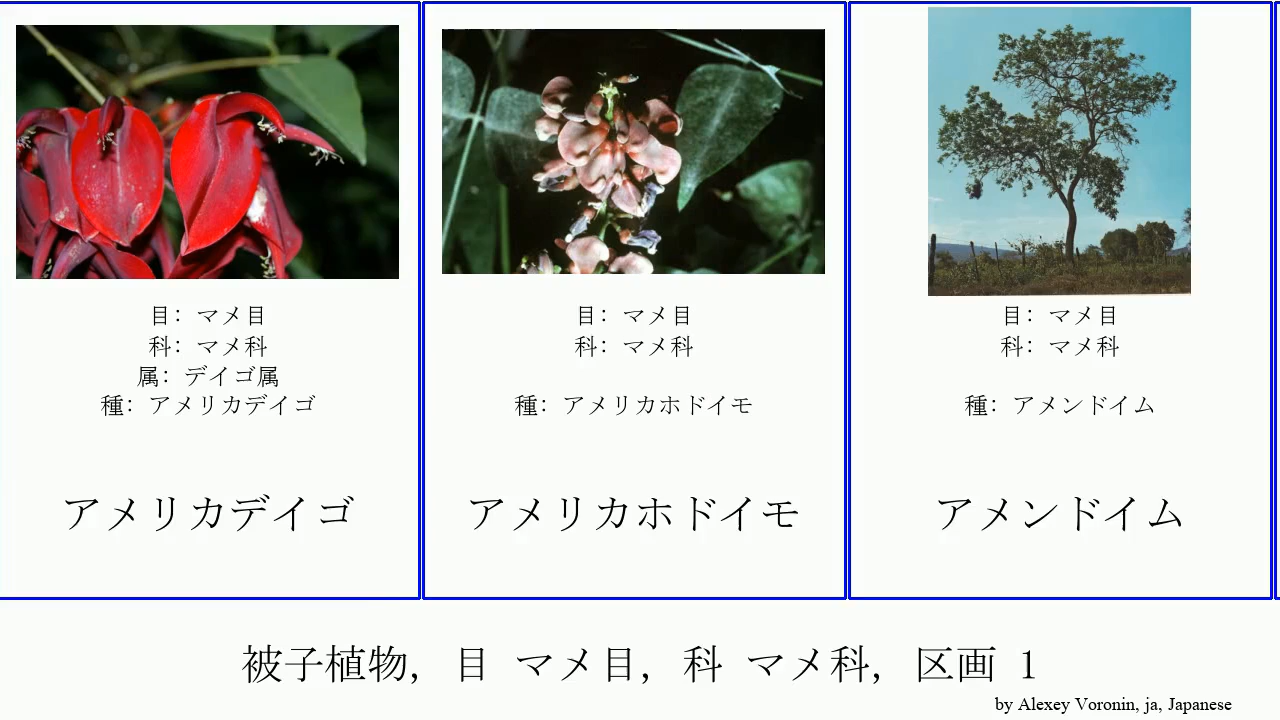 目: マメ目
科: マメ科
属: デイゴ属
種: アメリカデイゴ
アメリカデイゴ
目: マメ目
科: マメ科
種: アメリカホドイモ
アメリカホドイモ
目: マメ目
科: マメ科
種: アメンドイム
アメンドイム
被子植物, 目 マメ目, 科 マメ科, 区画 1
by Alexey Voronin, ja, Japanese